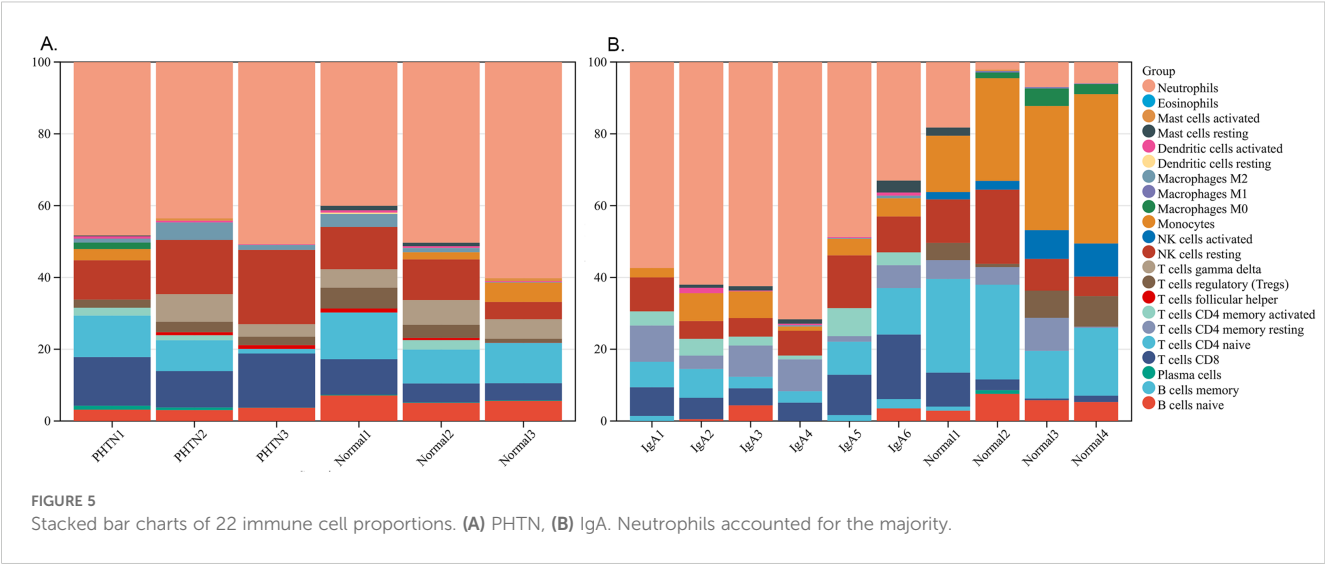 A.
100
80
60
40
20
0
PHTN1
PHTN2
PHTN3
Normal1
Normal2
Normal3
B.
100
80
60
40
20
0
IgA1
IgA2
IgA3
IgA4
IgA5
IgA6
Normal1
Normal2
Normal3
Normal4
Group
Neutrophils
Eosinophils
Mast cells activated
Mast cells resting
Dendritic cells activated
Dendritic cells resting
Macrophages M2
Macrophages M1
Macrophages M0
Monocytes
NK cells activated
NK cells resting
T cells gamma delta
T cells regulatory (Tregs)
T cells follicular helper
T cells CD4 memory activated
T cells CD4 memory resting
T cells CD4 naive
T cells CD8
Plasma cells
B cells memory
B cells naive
FIGURE 5
Stacked bar charts of 22 immune cell proportions. (A) PHTN, (B) IgA. Neutrophils accounted for the majority.